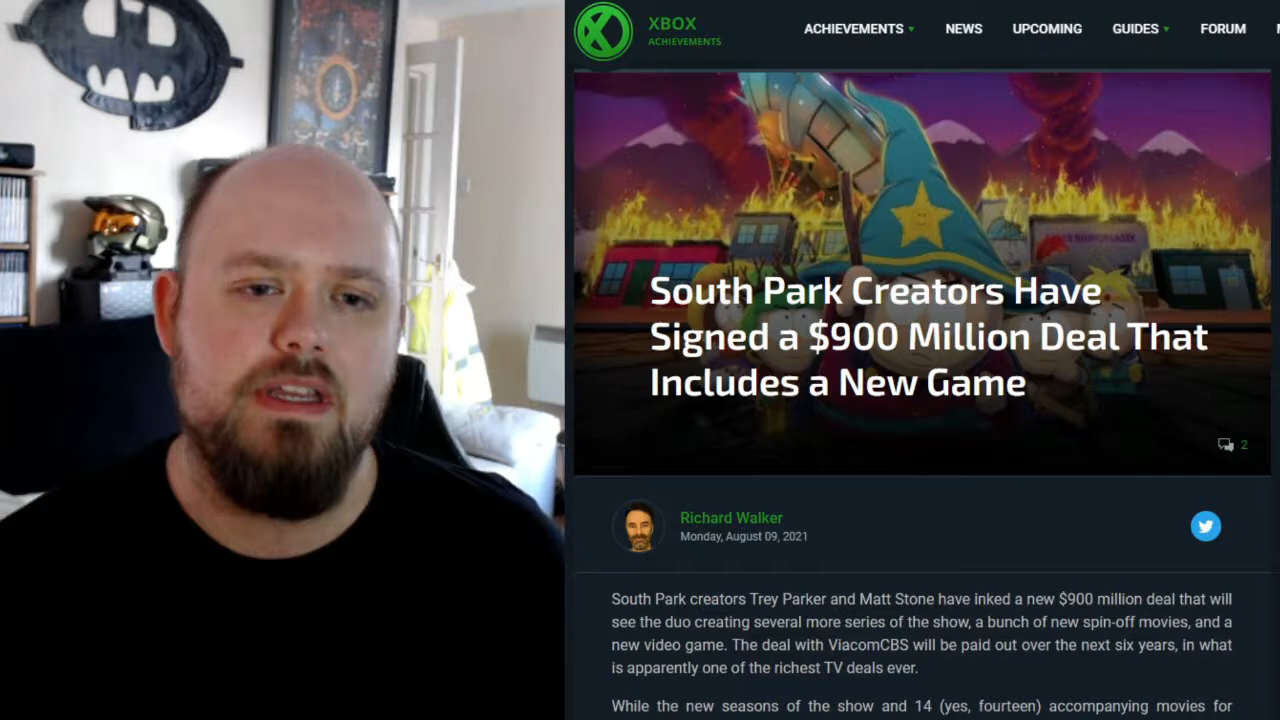 XBOX
ACHIEVEMENTS
ACHIEVEMENTS NEWS UPCOMING GUIDES FORUM
South Park Creators Have
Signed a $900 Million Deal That
Includes a New Game
2
Richard Walker
Monday, August 09, 2021
South Park creators Trey Parker and Matt Stone have inked a new $900 million deal that will
see the duo creating several more series of the show, a bunch of new spin-off movies, and a
new video game. The deal with ViacomCBS will be paid out over the next six years, in what
is apparently one of the richest TV deals ever.
While the new seasons of the show and 14 (yes, fourteen) accompanying movies for